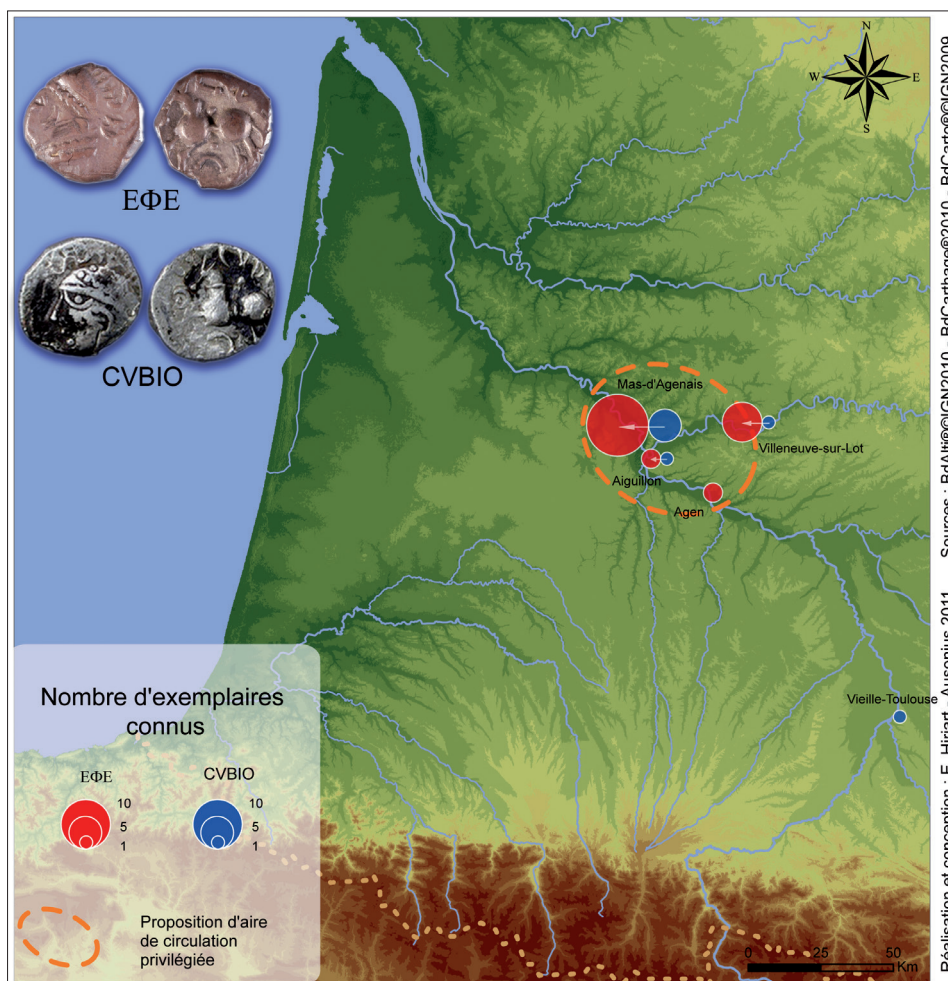 N
W
E
S
ΕΦΕ
CVBIO
Mas-d'Agenais
Villeneuve-sur-Lot
Aiguillon
Agen
Vieille-Toulouse
Nombre d'exemplaires
connus
ΕΦΕ
CVBIO
10
10
5
5
1
1
Proposition d'aire
de circulation
privilégiée
0
25
50
Km
Réalisation et conception : E. Hiriart - Ausonius 2011 Sources : BdAlti®©IGN2010 - BdCarthage®2010 - BdCarto®©IGN2009